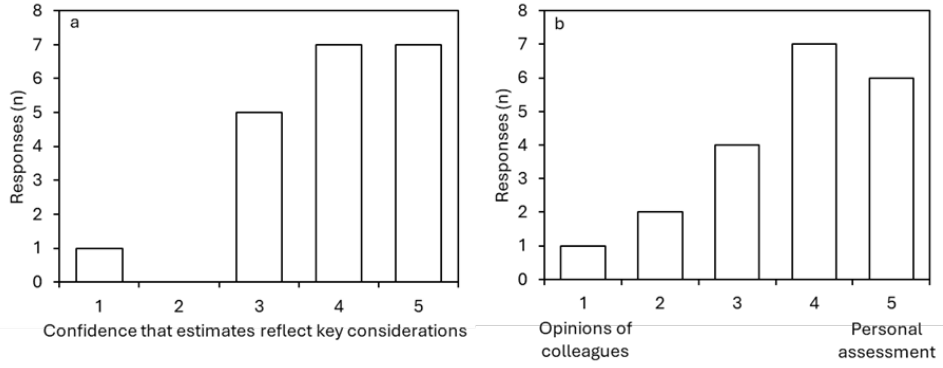 a
8
7
6
5
4
3
2
1
0
Responses (n)
1 2 3 4 5
Confidence that estimates reflect key considerations
b
8
7
6
5
4
3
2
1
0
Responses (n)
1 2 3 4 5
Opinions of
colleagues
Personal
assessment